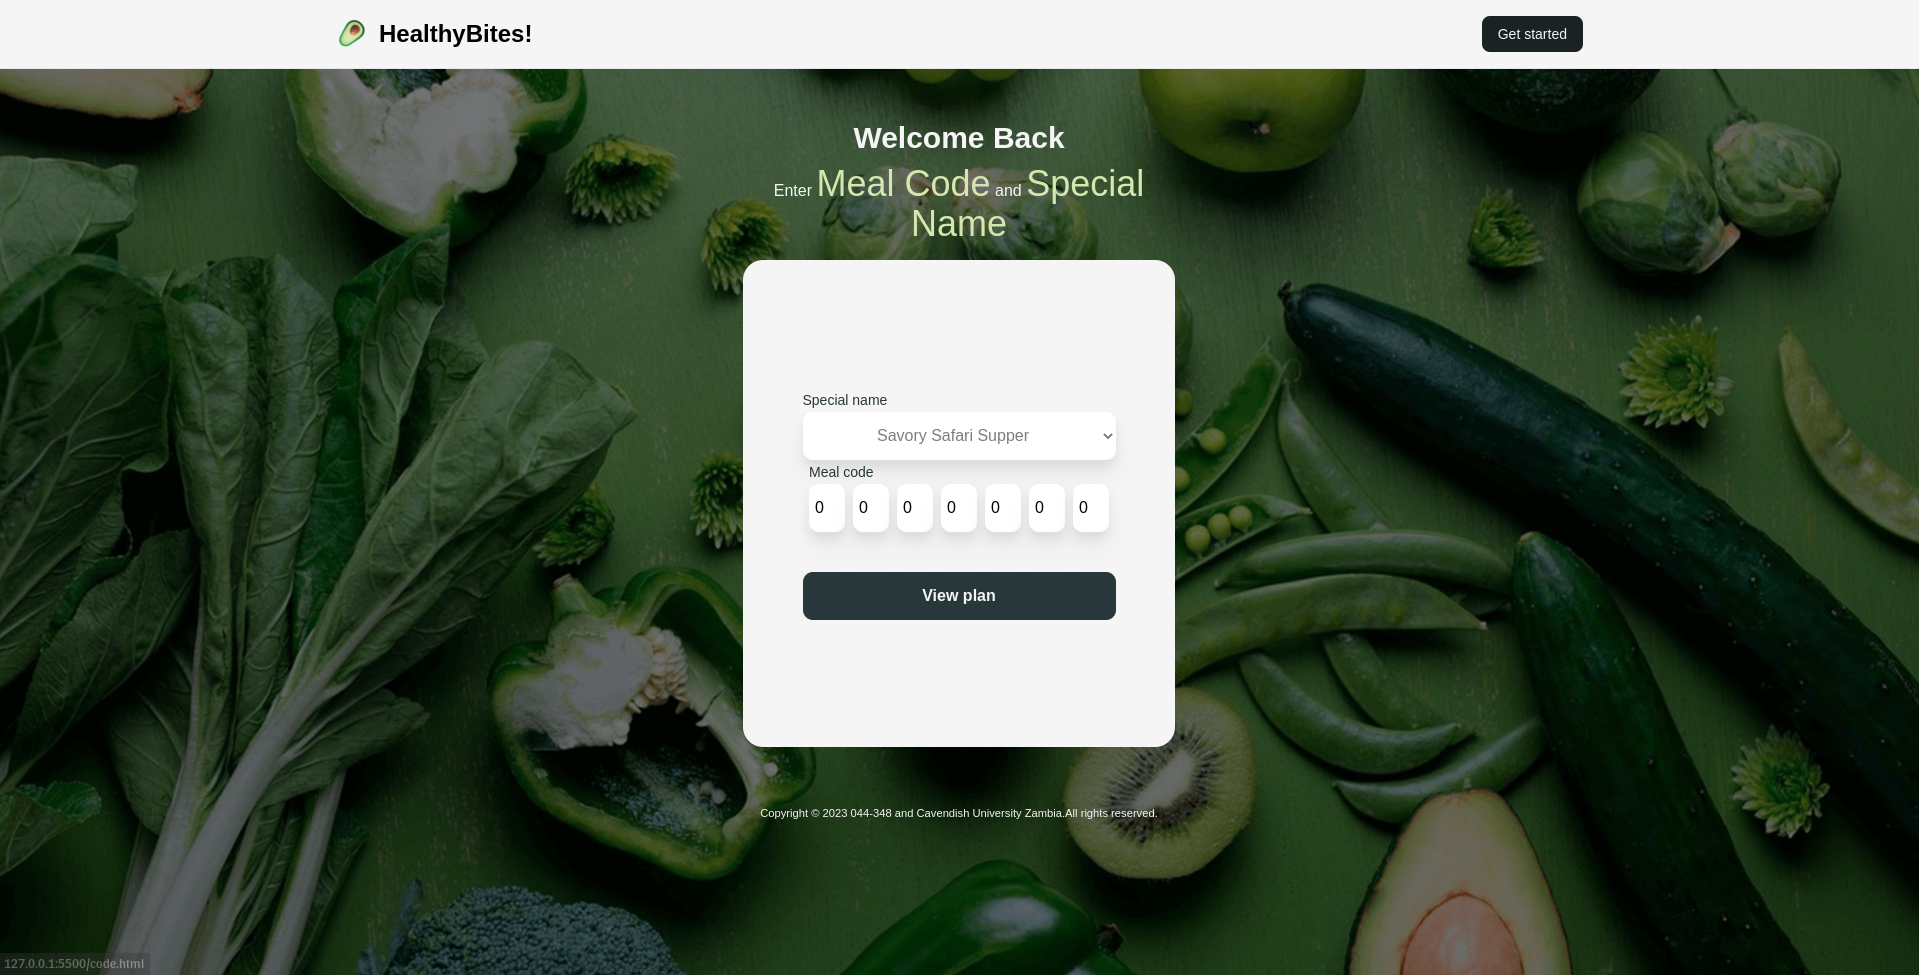 HealthyBites!
Get started
Welcome Back
Enter Meal Code and Special
Name
Special name
Savory Safari Supper
Meal code
0 0 0 0 0 0 0
View plan
Copyright © 2023 044-348 and Cavendish University Zambia.All rights reserved.
127.0.0.1:5500/code.html